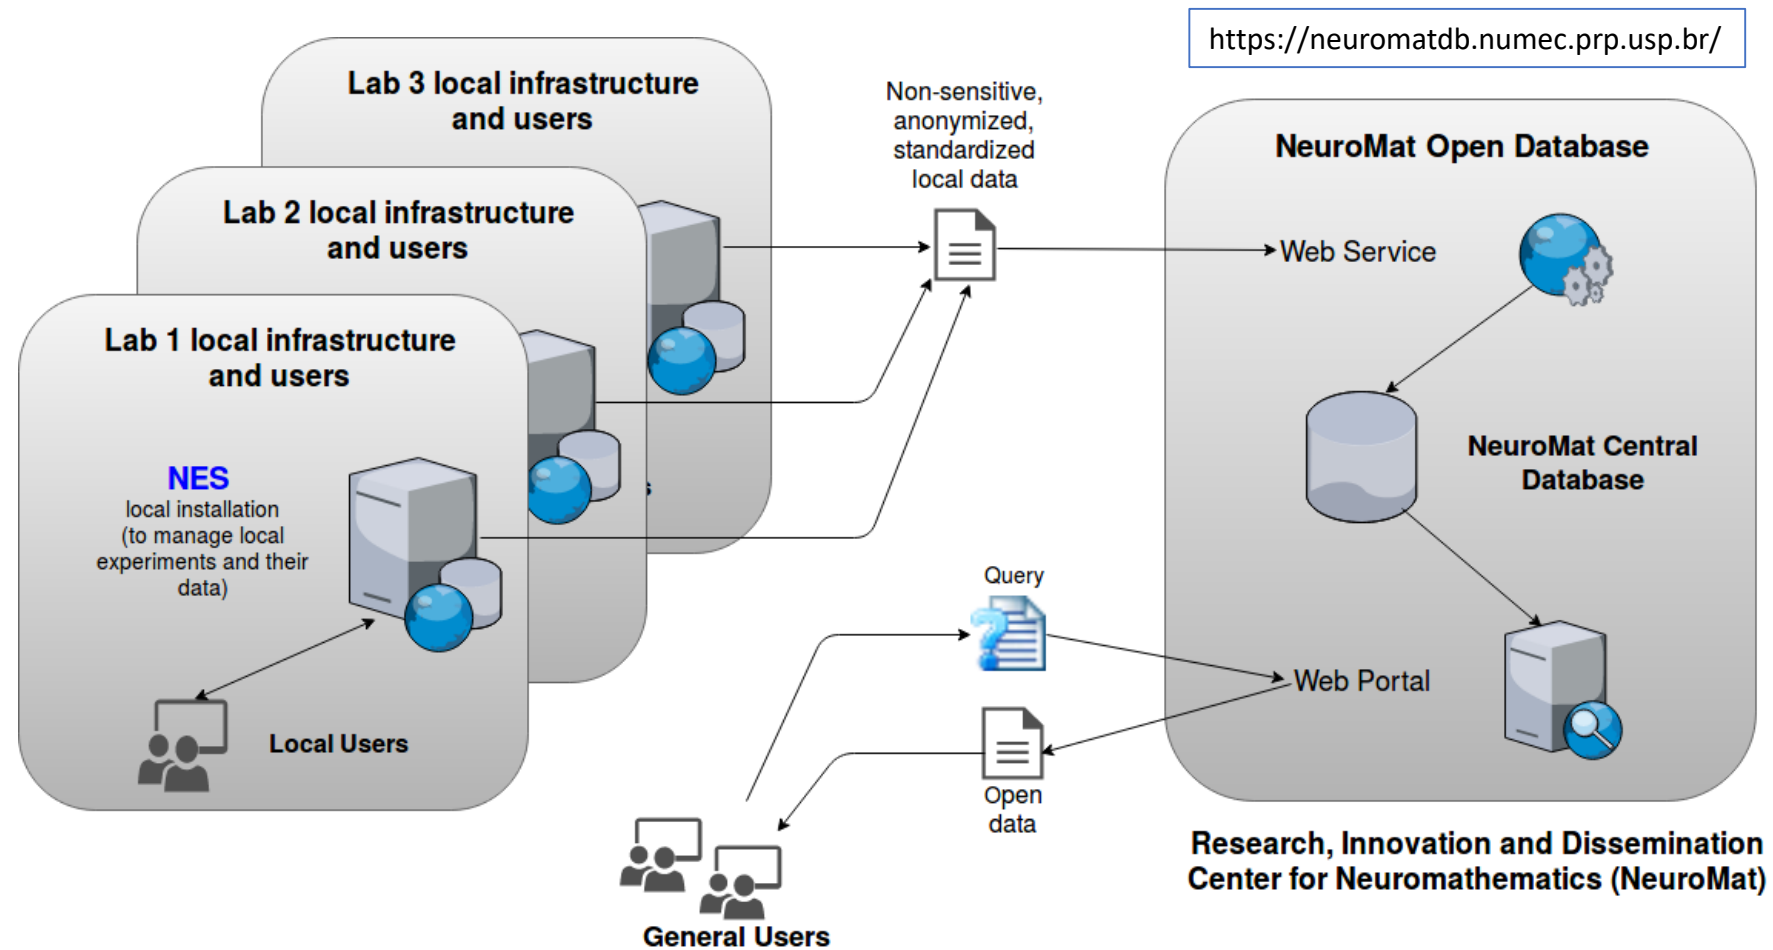 https://neuromatdb.numec.prp.usp.br/
Lab 3 local infrastructure
and users
Lab 2 local infrastructure
and users
Lab 1 local infrastructure
and users
NES
local installation
(to manage local
experiments and their
data)
Local Users
Non-sensitive,
anonymized,
standardized
local data
NeuroMat Open Database
Web Service
NeuroMat Central
Database
Query
Web Portal
Open
data
General Users
Research, Innovation and Dissemination
Center for Neuromathematics (NeuroMat)